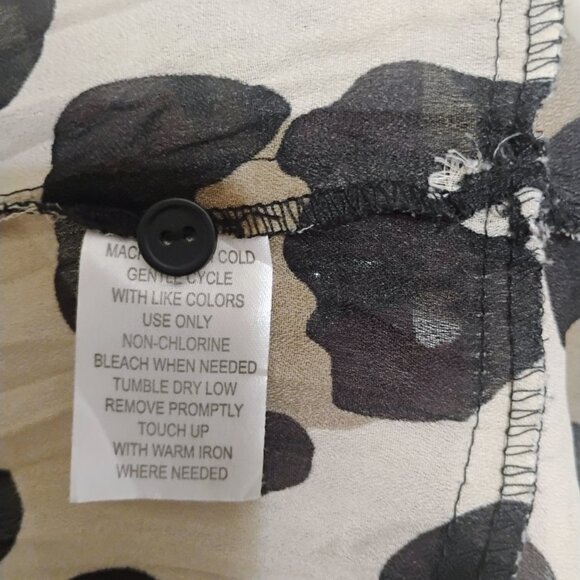 COLD
GENTLE CYCLE
WITH LIKE COLORS
USE ONLY
NON-CHLORINE
BLEACH WHEN NEEDED
TUMBLE DRY LOW
REMOVE PROMPTLY
TOUCH UP
WITH WARM IRON
WHERE NEEDED